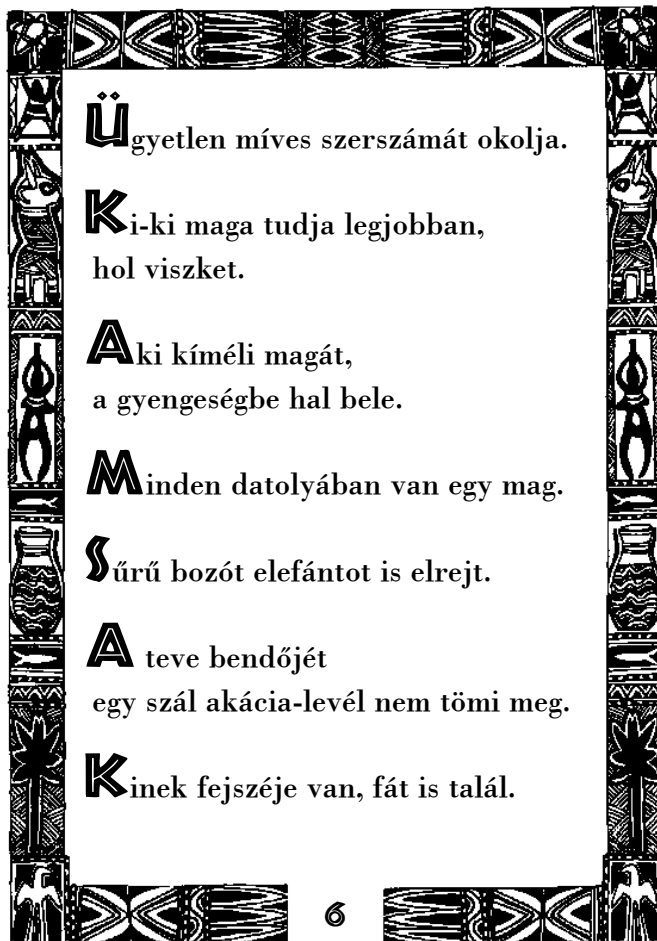 Ügyetlen míves szerszámát okolja.
Ki-ki maga tudja legjobban,
hol viszket.
Aki kíméli magát,
a gyengeségbe hal bele.
Minden datolyában van egy mag.
Sűrű bozót elefántot is elrejt.
A teve bendőjét
egy szál akácia-levél nem tömi meg.
Kinek fejszéje van, fát is talál.
6